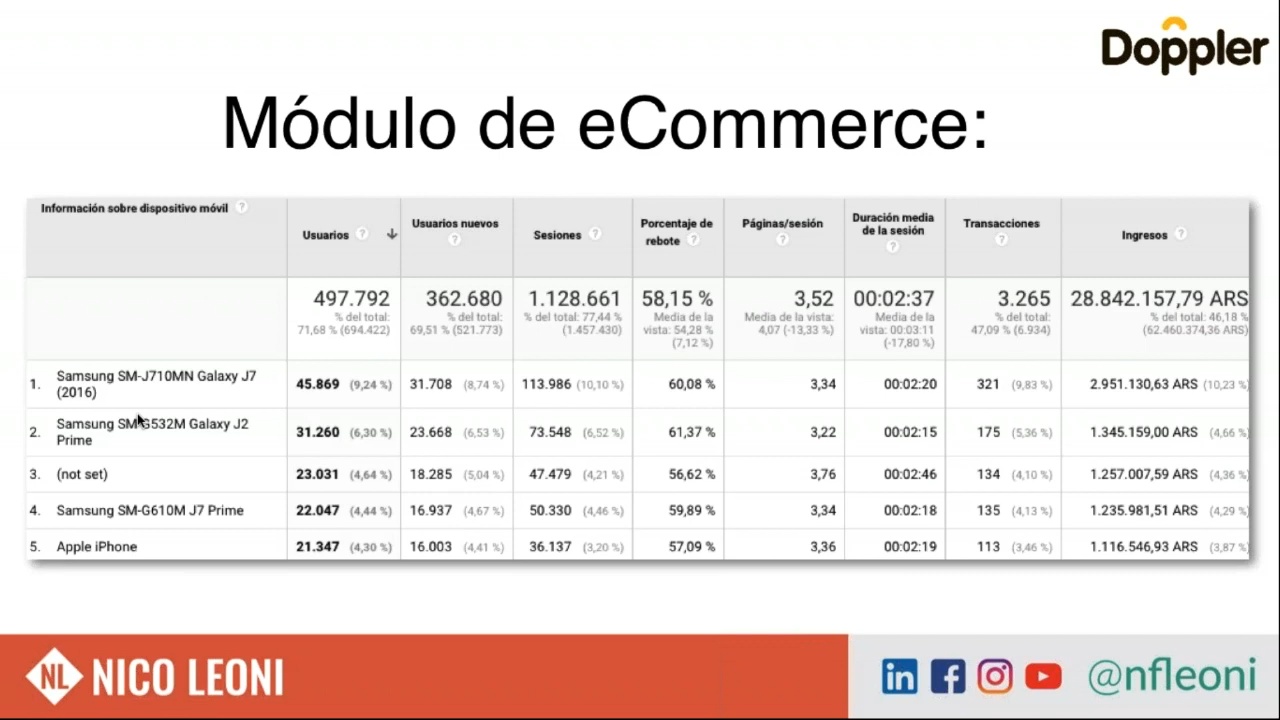 Doppler
Módulo de eCommerce:
Información sobre dispositivo móvil ?
Usuarios ? ↓
Usuarios nuevos ?
Sesiones ?
Porcentaje de rebote ?
Páginas/sesión ?
Duración media de la sesión ?
Transacciones ?
Ingresos ?
497.792 % del total: 71,68 % (694.422)
362.680 % del total: 69,51 % (521.773)
1.128.661 % del total: 77,44 % (1.457.430)
58,15 % Media de la vista: 54,28 % (7,12 %)
3,52 Media de la vista: 4,07 (-13,33 %)
00:02:37 Media de la vista: 00:03:11 (-17,80 %)
3.265 % del total: 47,09 % (6.934)
28.842.157,79 ARS % del total: 46,18 % (62.460.374,36 ARS)
1. Samsung SM-J710MN Galaxy J7 (2016) 45.869 (9,24 %) 31.708 (8,74 %) 113.986 (10,10 %) 60,08 % 3,34 00:02:20 321 (9,83 %) 2.951.130,63 ARS (10,23 %)
2. Samsung SM-G532M Galaxy J2 Prime 31.260 (6,30 %) 23.668 (6,53 %) 73.548 (6,52 %) 61,37 % 3,22 00:02:15 175 (5,36 %) 1.345.159,00 ARS (4,66 %)
3. (not set) 23.031 (4,64 %) 18.285 (5,04 %) 47.479 (4,21 %) 56,62 % 3,76 00:02:46 134 (4,10 %) 1.257.007,59 ARS (4,36 %)
4. Samsung SM-G610M J7 Prime 22.047 (4,44 %) 16.937 (4,67 %) 50.330 (4,46 %) 59,89 % 3,34 00:02:18 135 (4,13 %) 1.235.981,51 ARS (4,29 %)
5. Apple iPhone 21.347 (4,30 %) 16.003 (4,41 %) 36.137 (3,20 %) 57,09 % 3,36 00:02:19 113 (3,46 %) 1.116.546,93 ARS (3,87 %)
NL NICO LEONI
in f @nfleoni